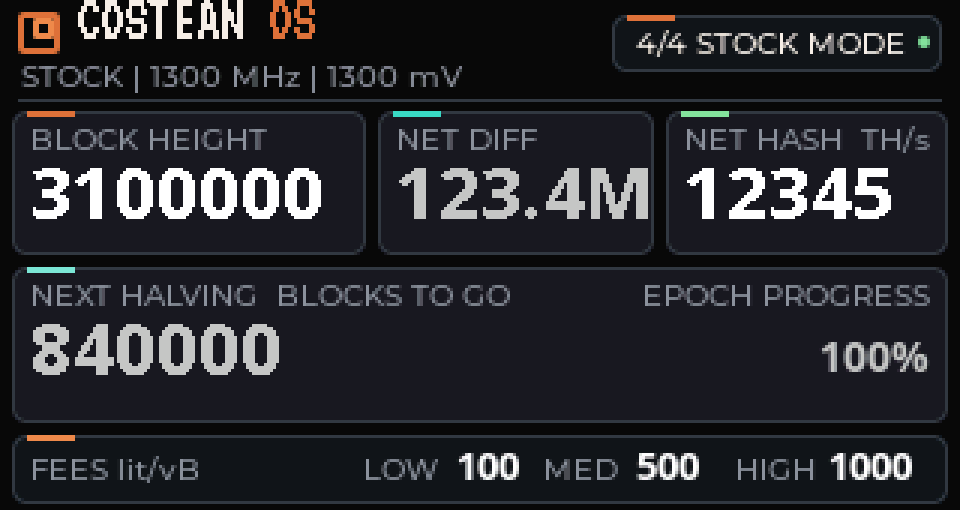 COSTEAN OS
4/4 STOCK MODE
STOCK | 1300 MHz | 1300 mV
BLOCK HEIGHT
3100000
NET DIFF
123.4M
NET HASH TH/s
12345
NEXT HALVING BLOCKS TO GO
840000
EPOCH PROGRESS
100%
FEES lit/vB LOW 100 MED 500 HIGH 1000